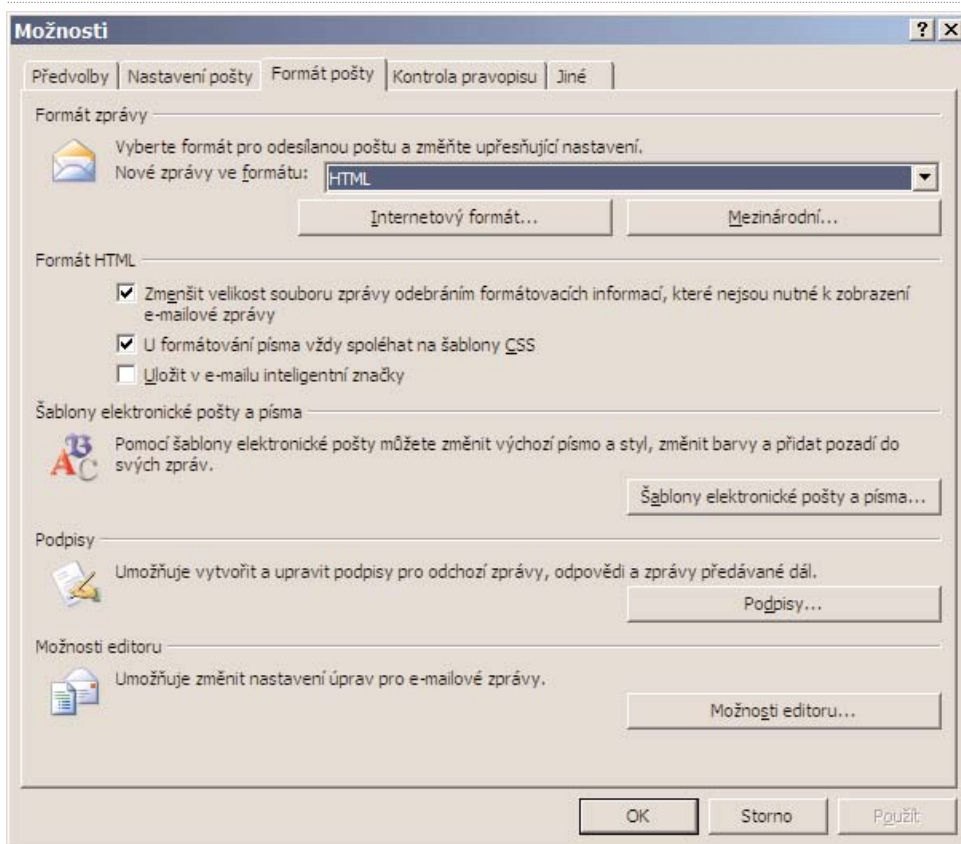 Možnosti
Předvolby Nastavení pošty Formát pošty Kontrola pravopisu Jiné
Formát zprávy
Vyberte formát pro odesílanou poštu a změňte upřesňující nastavení.
Nové zprávy ve formátu: HTML
Internetový formát... Mezinárodní...
Formát HTML
Zmenšit velikost souboru zprávy odebráním formátovacích informací, které nejsou nutné k zobrazení
e-mailové zprávy
U formátování písma vždy spoléhat na šablony CSS
Uložit v e-mailu inteligentní značky
Šablony elektronické pošty a písma
Pomocí šablony elektronické pošty můžete změnit výchozí písmo a styl, změnit barvy a přidat pozadí do
svých zpráv.
Šablony elektronické pošty a písma...
Podpisy
Umožňuje vytvořit a upravit podpisy pro odchozí zprávy, odpovědi a zprávy předávané dál.
Podpisy...
Možnosti editoru
Umožňuje změnit nastavení úprav pro e-mailové zprávy.
Možnosti editoru...
OK Storno Použít